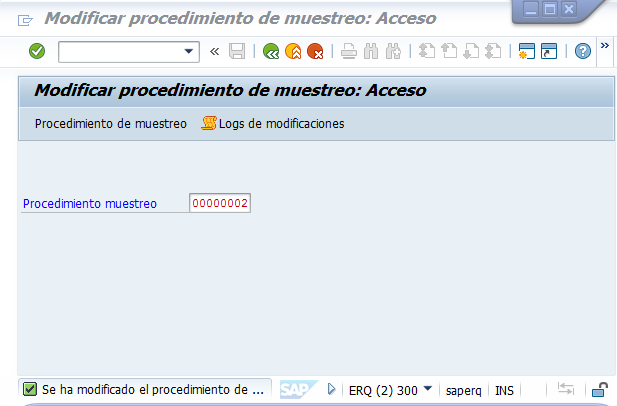 Modificar procedimiento de muestreo: Acceso
«
»
Modificar procedimiento de muestreo: Acceso
Procedimiento de muestreo Logs de modificaciones
Procedimiento muestreo 00000002
Se ha modificado el procedimiento de ... SAP ERQ (2) 300 saperq INS